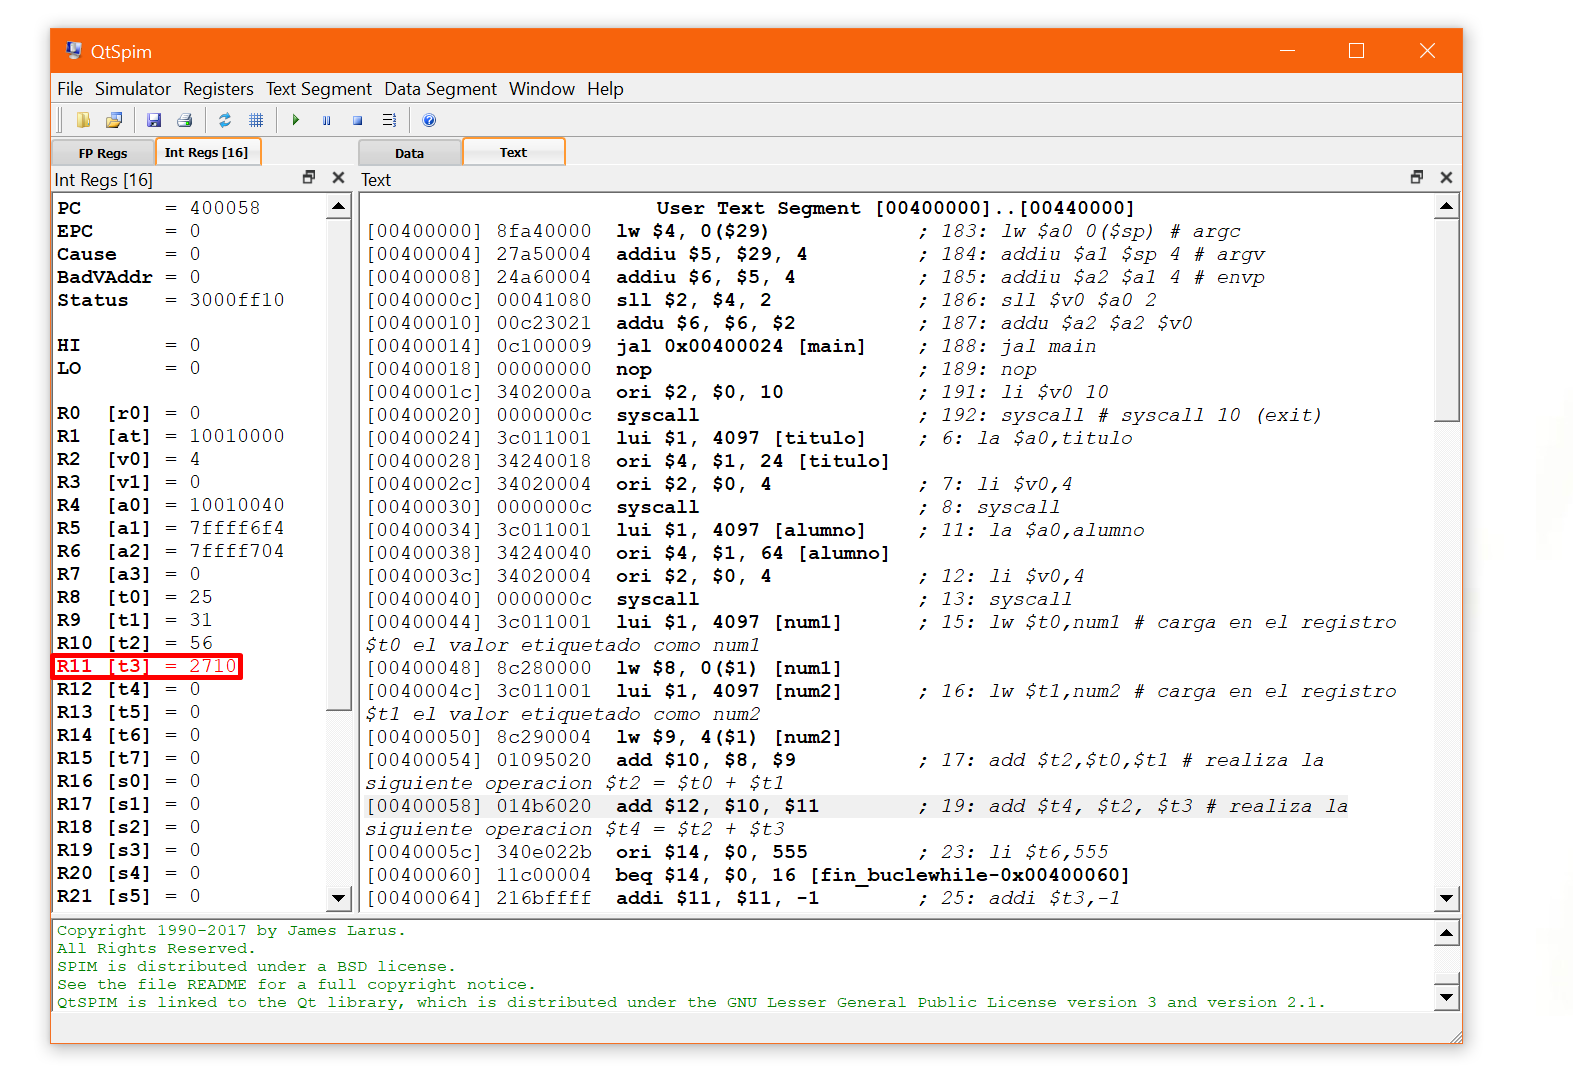 QtSpim
File Simulator Registers Text Segment Data Segment Window Help
FP Regs Int Regs [16] Data Text
Int Regs [16]
PC = 400058
EPC = 0
Cause = 0
BadVAddr = 0
Status = 3000ff10
HI = 0
LO = 0
R0 [r0] = 0
R1 [at] = 10010000
R2 [v0] = 4
R3 [v1] = 0
R4 [a0] = 10010040
R5 [a1] = 7ffff6f4
R6 [a2] = 7ffff704
R7 [a3] = 0
R8 [t0] = 25
R9 [t1] = 31
R10 [t2] = 56
R11 [t3] = 2710
R12 [t4] = 0
R13 [t5] = 0
R14 [t6] = 0
R15 [t7] = 0
R16 [s0] = 0
R17 [s1] = 0
R18 [s2] = 0
R19 [s3] = 0
R20 [s4] = 0
R21 [s5] = 0
Text
User Text Segment [00400000]..[00440000]
[00400000] 8fa40000 lw $4, 0($29) ; 183: lw $a0 0($sp) # argc
[00400004] 27a50004 addiu $5, $29, 4 ; 184: addiu $a1 $sp 4 # argv
[00400008] 24a60004 addiu $6, $5, 4 ; 185: addiu $a2 $a1 4 # envp
[0040000c] 00041080 sll $2, $4, 2 ; 186: sll $v0 $a0 2
[00400010] 00c23021 addu $6, $6, $2 ; 187: addu $a2 $a2 $v0
[00400014] 0c100009 jal 0x00400024 [main] ; 188: jal main
[00400018] 00000000 nop ; 189: nop
[0040001c] 3402000a ori $2, $0, 10 ; 191: li $v0 10
[00400020] 0000000c syscall ; 192: syscall # syscall 10 (exit)
[00400024] 3c011001 lui $1, 4097 [titulo] ; 6: la $a0,titulo
[00400028] 34240018 ori $4, $1, 24 [titulo]
[0040002c] 34020004 ori $2, $0, 4 ; 7: li $v0,4
[00400030] 0000000c syscall ; 8: syscall
[00400034] 3c011001 lui $1, 4097 [alumno] ; 11: la $a0,alumno
[00400038] 34240040 ori $4, $1, 64 [alumno]
[0040003c] 34020004 ori $2, $0, 4 ; 12: li $v0,4
[00400040] 0000000c syscall ; 13: syscall
[00400044] 3c011001 lui $1, 4097 [num1] ; 15: lw $t0,num1 # carga en el registro
$t0 el valor etiquetado como num1
[00400048] 8c280000 lw $8, 0($1) [num1]
[0040004c] 3c011001 lui $1, 4097 [num2] ; 16: lw $t1,num2 # carga en el registro
$t1 el valor etiquetado como num2
[00400050] 8c290004 lw $9, 4($1) [num2]
[00400054] 01095020 add $10, $8, $9 ; 17: add $t2,$t0,$t1 # realiza la
siguiente operacion $t2 = $t0 + $t1
[00400058] 014b6020 add $12, $10, $11 ; 19: add $t4, $t2, $t3 # realiza la
siguiente operacion $t4 = $t2 + $t3
[0040005c] 340e022b ori $14, $0, 555 ; 23: li $t6,555
[00400060] 11c00004 beq $14, $0, 16 [fin_buclewhile-0x00400060]
[00400064] 216bffff addi $11, $11, -1 ; 25: addi $t3,-1
Copyright 1990-2017 by James Larus.
All Rights Reserved.
SPIM is distributed under a BSD license.
See the file README for a full copyright notice.
QtSPIM is linked to the Qt library, which is distributed under the GNU Lesser General Public License version 3 and version 2.1.